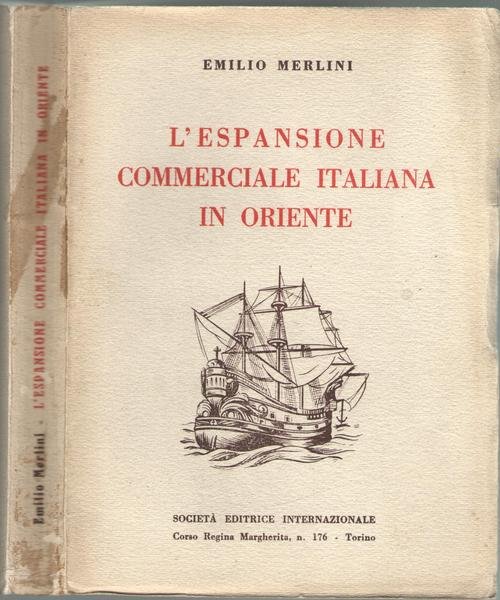 Emilio Merlini - L'ESPANSIONE COMMERCIALE ITALIANA IN ORIENTE
EMILIO MERLINI
L'ESPANSIONE
COMMERCIALE ITALIANA
IN ORIENTE
SOCIETÀ EDITRICE INTERNAZIONALE
Corso Regina Margherita, n. 176 - Torino